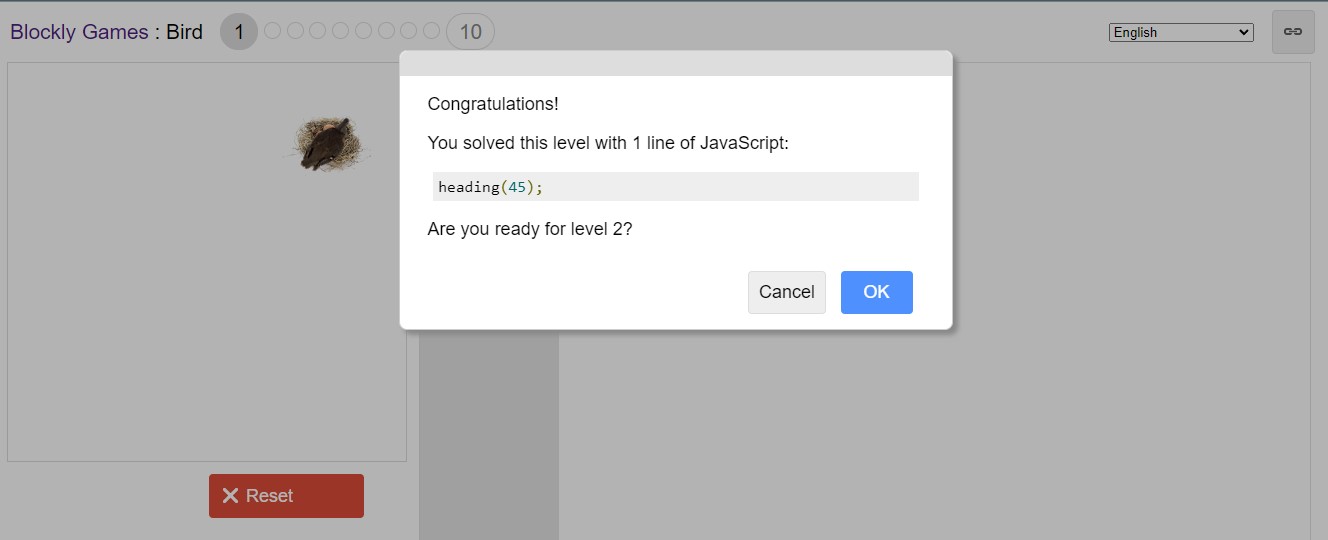 Blockly Games : Bird 1 10 English
Congratulations!
You solved this level with 1 line of JavaScript:
heading(45);
Are you ready for level 2?
Cancel OK
Reset